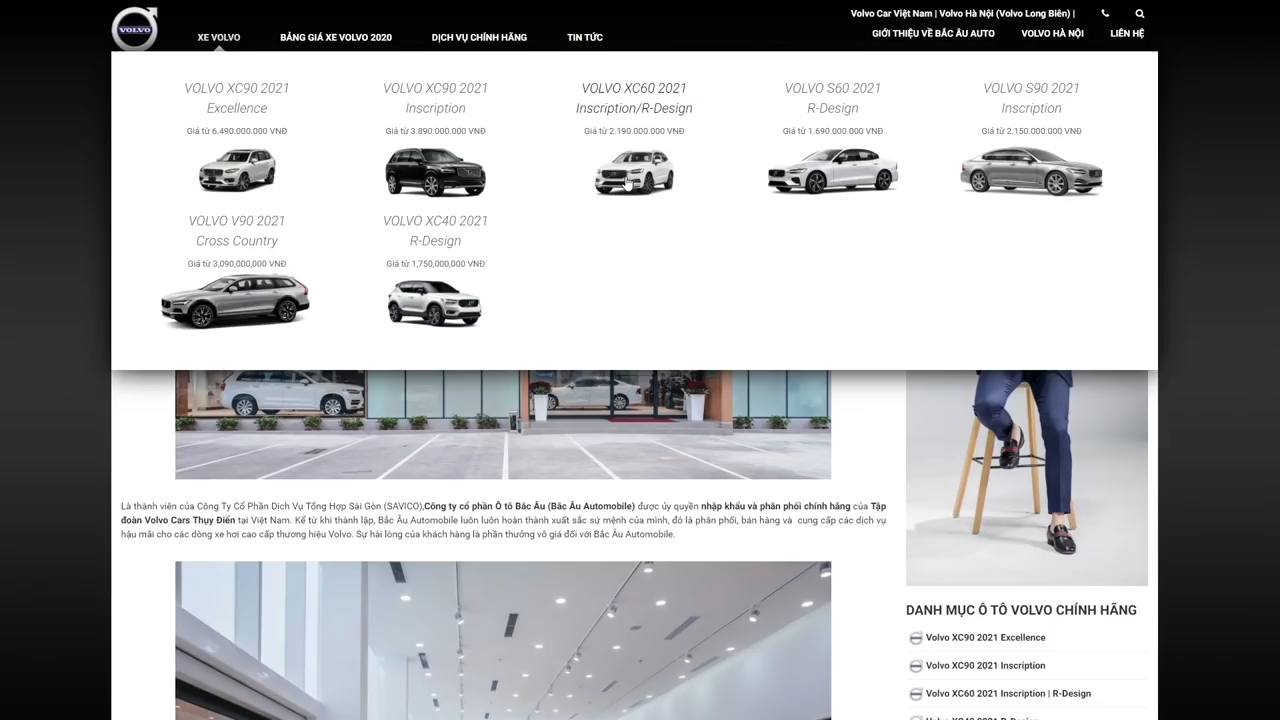 Volvo Car Việt Nam | Volvo Hà Nội (Volvo Long Biên) |
VOLVO
XE VOLVO
BẢNG GIÁ XE VOLVO 2020
DỊCH VỤ CHÍNH HÃNG
TIN TỨC
GIỚI THIỆU VỀ BẮC ÂU AUTO
VOLVO HÀ NỘI
LIÊN HỆ
VOLVO XC90 2021
Excellence
Giá từ 6.490.000.000 VNĐ
VOLVO XC90 2021
Inscription
Giá từ 3.890.000.000 VNĐ
VOLVO XC60 2021
Inscription/R-Design
Giá từ 2.190.000.000 VNĐ
VOLVO S60 2021
R-Design
Giá từ 1.690.000.000 VNĐ
VOLVO S90 2021
Inscription
Giá từ 2.150.000.000 VNĐ
VOLVO V90 2021
Cross Country
Giá từ 3,090,000,000 VNĐ
VOLVO XC40 2021
R-Design
Giá từ 1,750,000,000 VNĐ
Là thành viên của Công Ty Cổ Phần Dịch Vụ Tổng Hợp Sài Gòn (SAVICO),Công ty cổ phần Ô tô Bắc Âu (Bắc Âu Automobile) được ủy quyền nhập khẩu và phân phối chính hãng của Tập
đoàn Volvo Cars Thụy Điển tại Việt Nam. Kể từ khi thành lập, Bắc Âu Automobile luôn luôn hoàn thành xuất sắc sứ mệnh của mình, đó là phân phối, bán hàng và cung cấp các dịch vụ
hậu mãi cho các dòng xe hơi cao cấp thương hiệu Volvo. Sự hài lòng của khách hàng là phần thưởng vô giá đối với Bắc Âu Automobile.
DANH MỤC Ô TÔ VOLVO CHÍNH HÃNG
Volvo XC90 2021 Excellence
Volvo XC90 2021 Inscription
Volvo XC60 2021 Inscription | R-Design